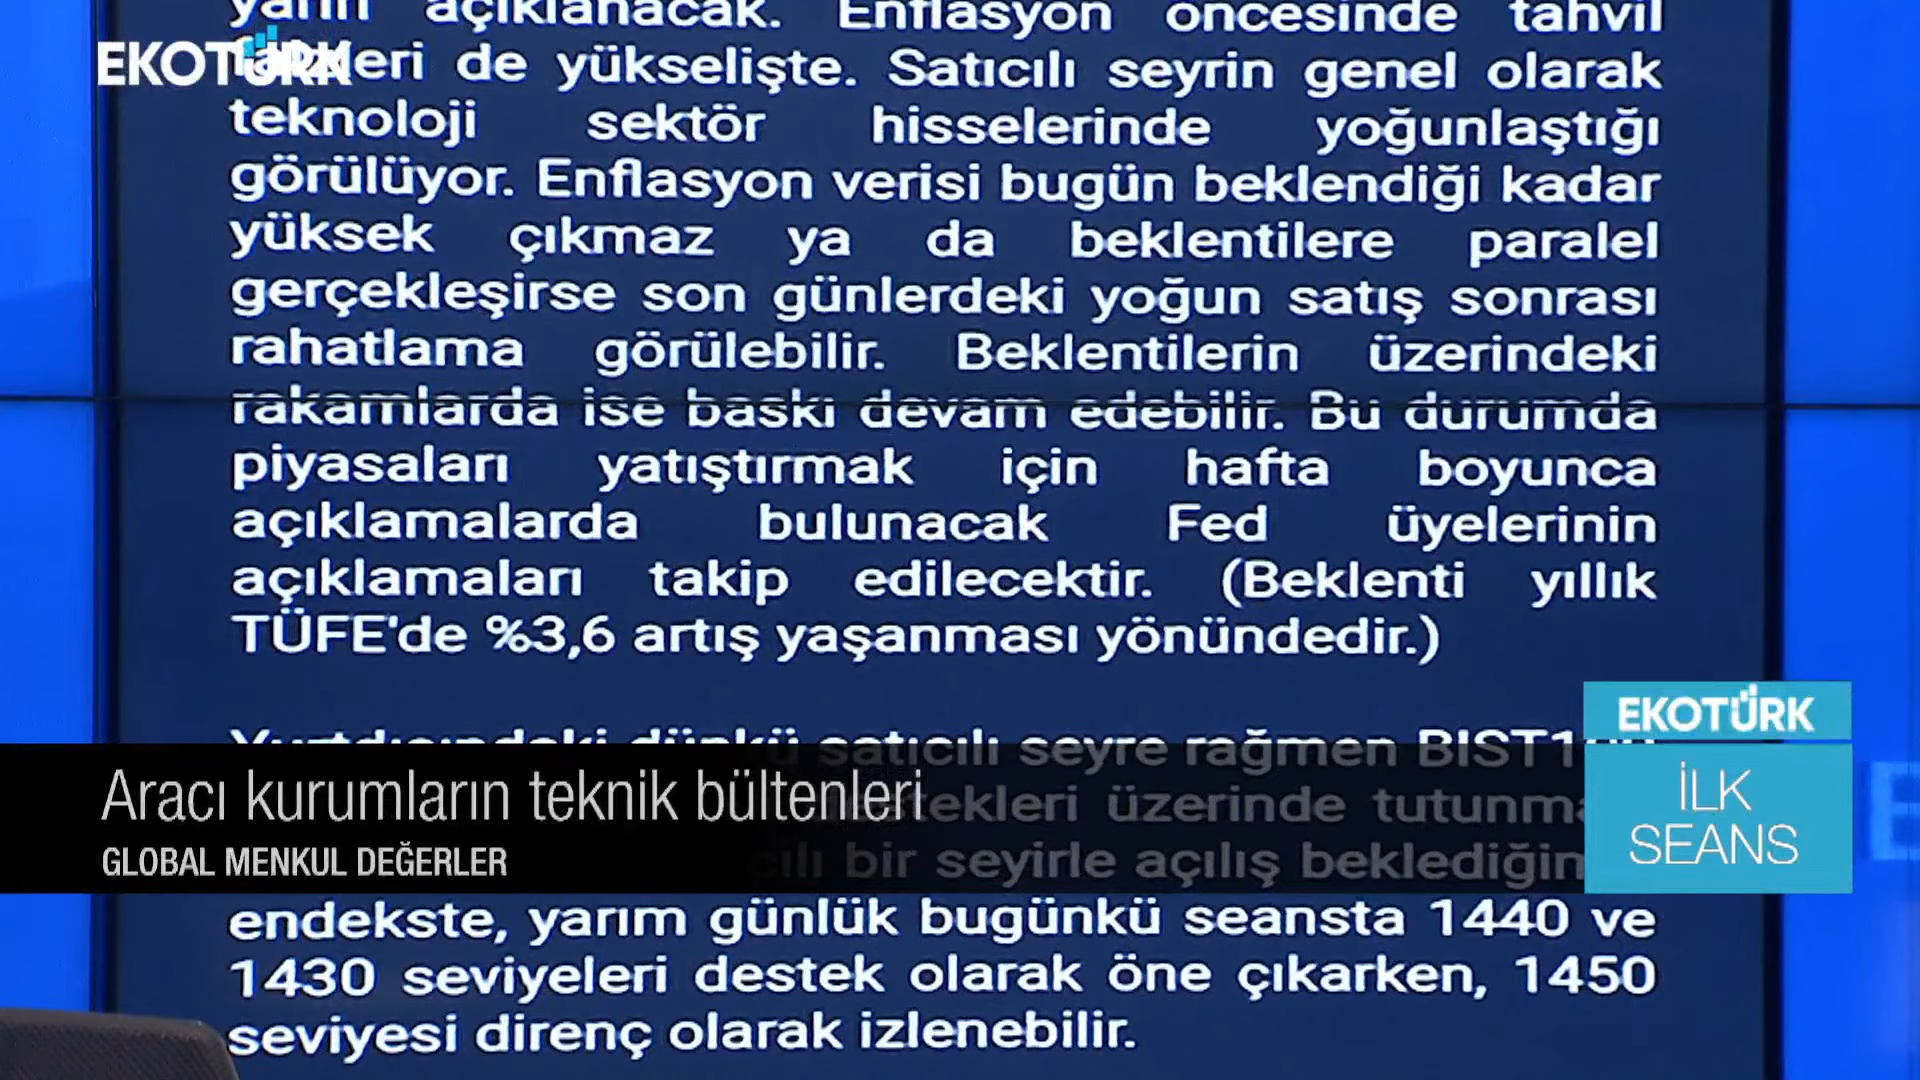 yarın açıklanacak. Enflasyon öncesinde tahvil
EKOTÜRK
de yükselişte. Satıcılı seyrin genel olarak
teknoloji sektör hisselerinde yoğunlaştığı
görülüyor. Enflasyon verisi bugün beklendiği kadar
yüksek çıkmaz ya da beklentilere paralel
gerçekleşirse son günlerdeki yoğun satış sonrası
rahatlama görülebilir. Beklentilerin üzerindeki
rakamlarda ise baskı devam edebilir. Bu durumda
piyasaları yatıştırmak için hafta boyunca
açıklamalarda bulunacak Fed üyelerinin
açıklamaları takip edilecektir. (Beklenti yıllık
TÜFE'de %3,6 artış yaşanması yönündedir.)
Yurtdışındaki dünkü satıcılı seyre rağmen BIST100
üzerinde
bir seyirle açılış
endekste, yarım günlük bugünkü seansta 1440 ve
1430 seviyeleri destek olarak öne çıkarken, 1450
seviyesi direnç olarak izlenebilir.
Aracı kurumların teknik bültenleri
GLOBAL MENKUL DEĞERLER
EKOTÜRK
İLK
SEANS